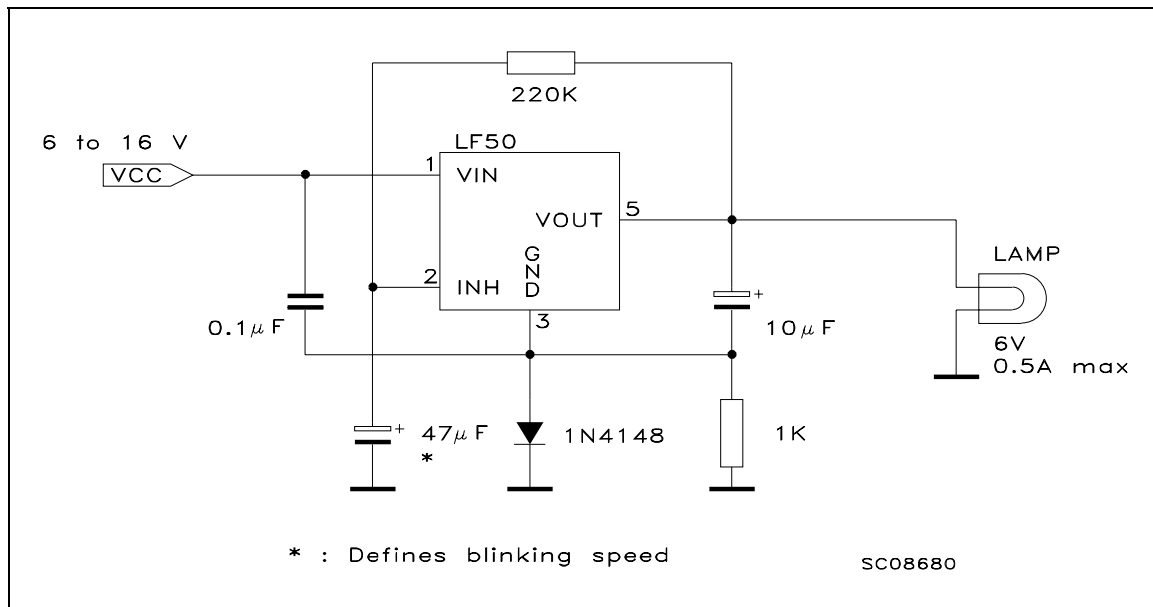 220K
6 to 16 V
LF50
VCC
1
VIN
VOUT
5
GND
LAMP
2
INH
0.1μF
3
10μF
6V
0.5A max
47μF
*
1N4148
1K
* : Defines blinking speed
SC08680
+
+